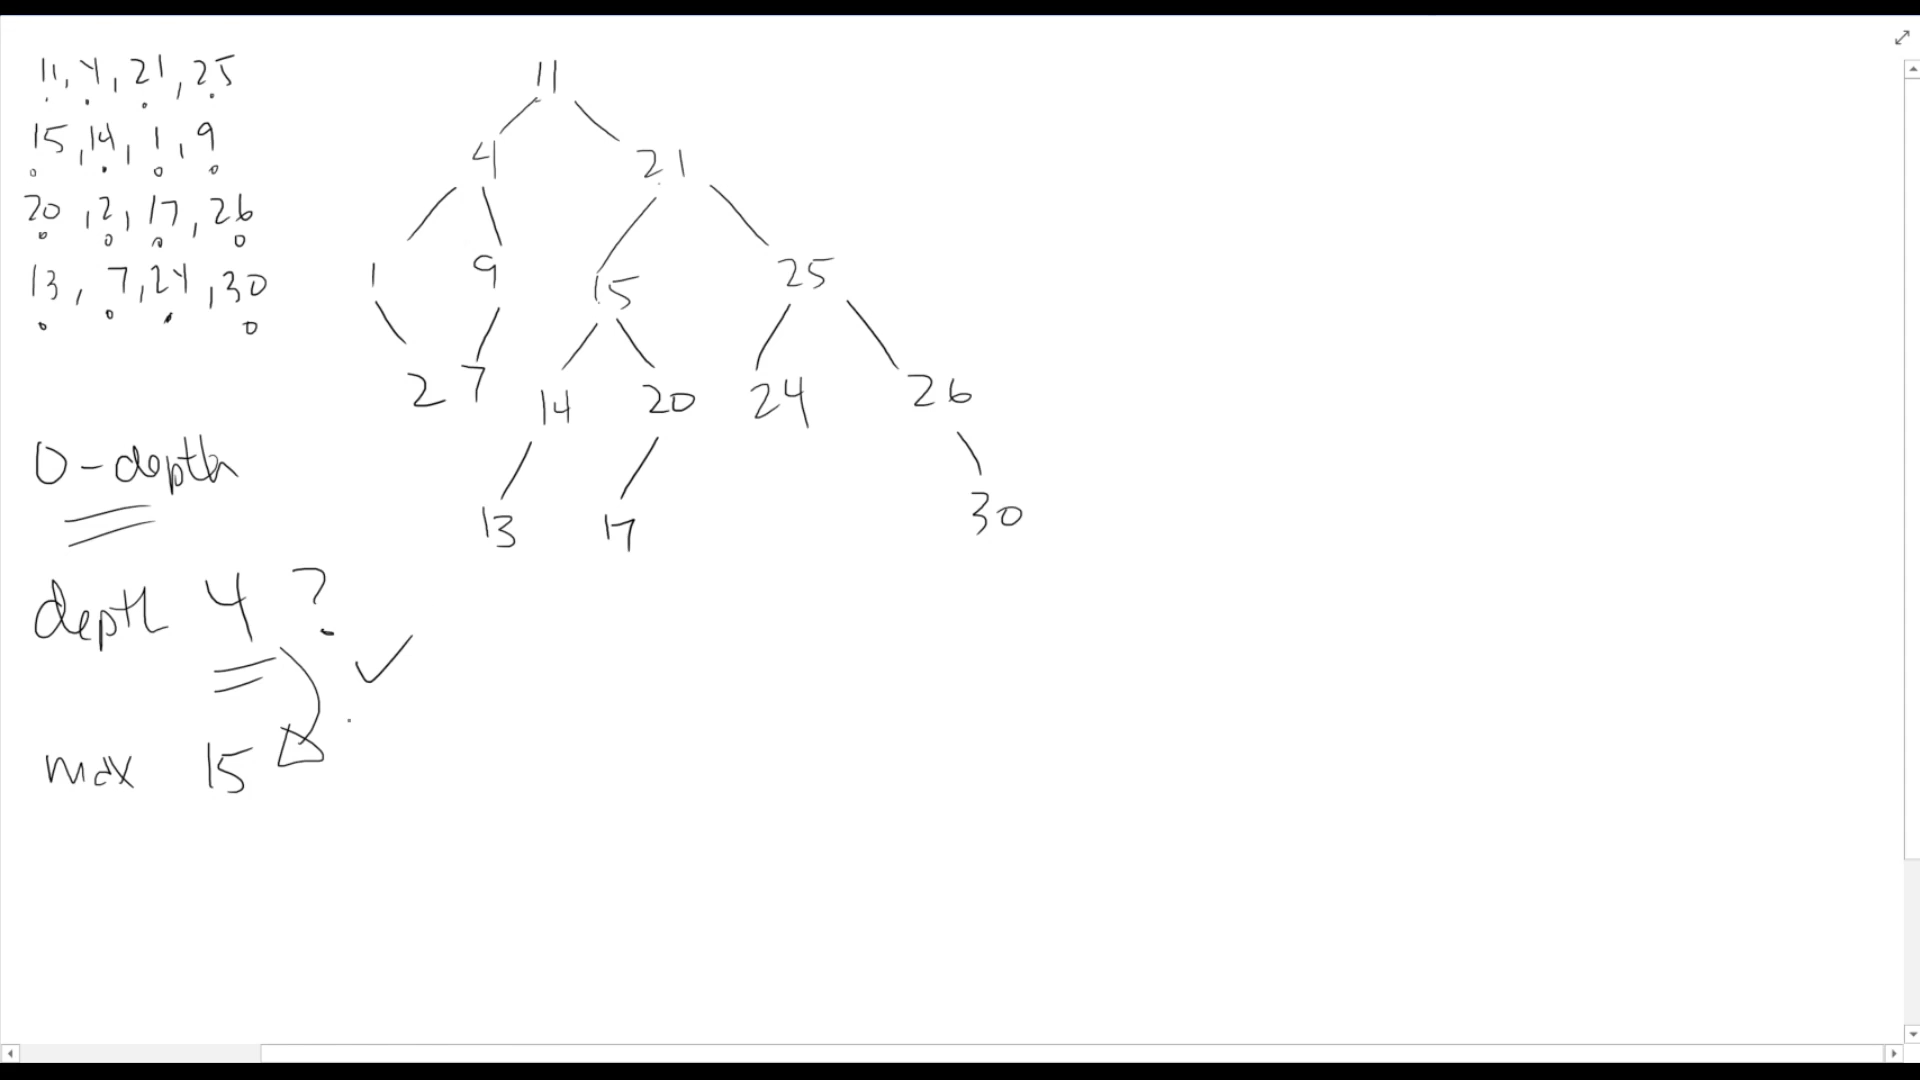 11, 4, 21, 25
15, 14, 1, 9
20, 2, 17, 26
13, 7, 24, 30
11
4 21
1 9 15 25
2 7 14 20 24 26
13 17 30
0-depth
depth 4 ?
max 15